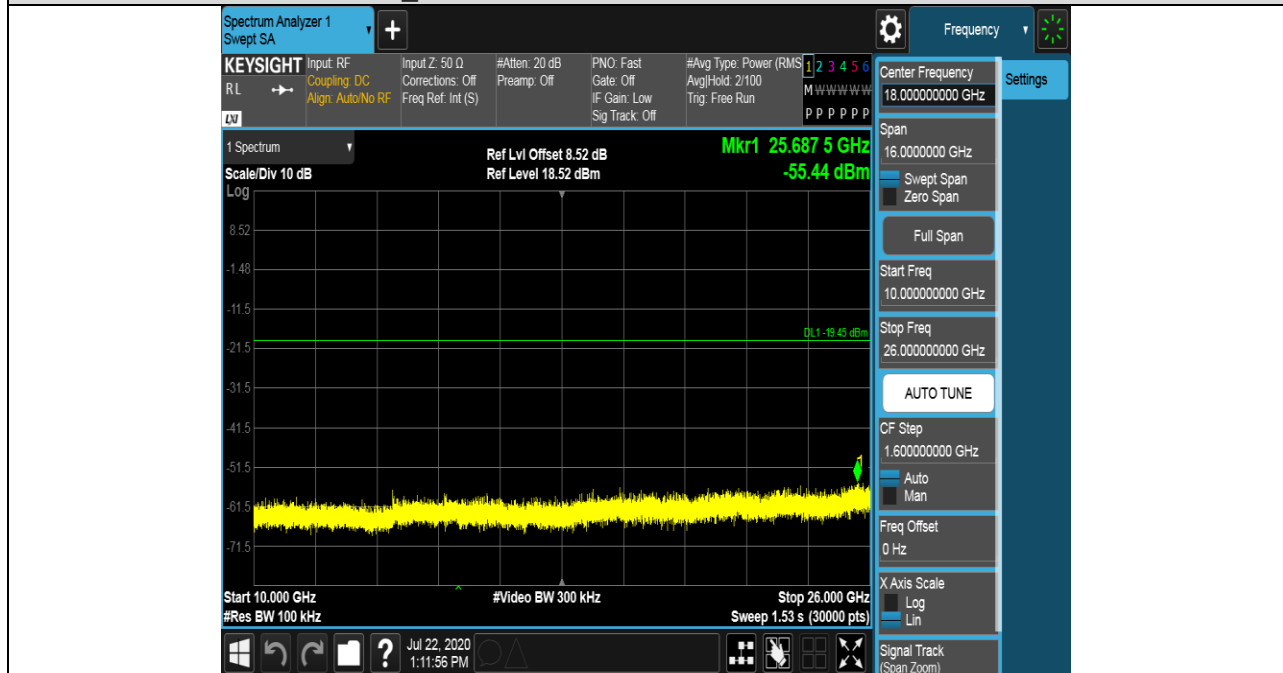 Spectrum Analyzer 1
Swept SA
Frequency
KEYSIGHT
RL
LXI
Input: RF
Coupling: DC
Align: Auto/No RF
Input Z: 50 Ω
Corrections: Off
Freq Ref: Int (S)
#Atten: 20 dB
Preamp: Off
PNO: Fast
Gate: Off
IF Gain: Low
Sig Track: Off
#Avg Type: Power (RMS
Avg|Hold: 2/100
Trig: Free Run
1 2 3 4 5 6
M W W W W W
P P P P P P
1 Spectrum
Scale/Div 10 dB
Log
Ref Lvl Offset 8.52 dB
Ref Level 18.52 dBm
Mkr1 25.687 5 GHz
-55.44 dBm
8.52
-1.48
-11.5
DL1 -19.45 dBm
-21.5
-31.5
-41.5
-51.5
1
-61.5
-71.5
Start 10.000 GHz
#Res BW 100 kHz
#Video BW 300 kHz
Stop 26.000 GHz
Sweep 1.53 s (30000 pts)
Jul 22, 2020
1:11:56 PM
Center Frequency
18.000000000 GHz
Settings
Span
16.0000000 GHz
Swept Span
Zero Span
Full Span
Start Freq
10.000000000 GHz
Stop Freq
26.000000000 GHz
AUTO TUNE
CF Step
1.600000000 GHz
Auto
Man
Freq Offset
0 Hz
X Axis Scale
Log
Lin
Signal Track
(Span Zoom)